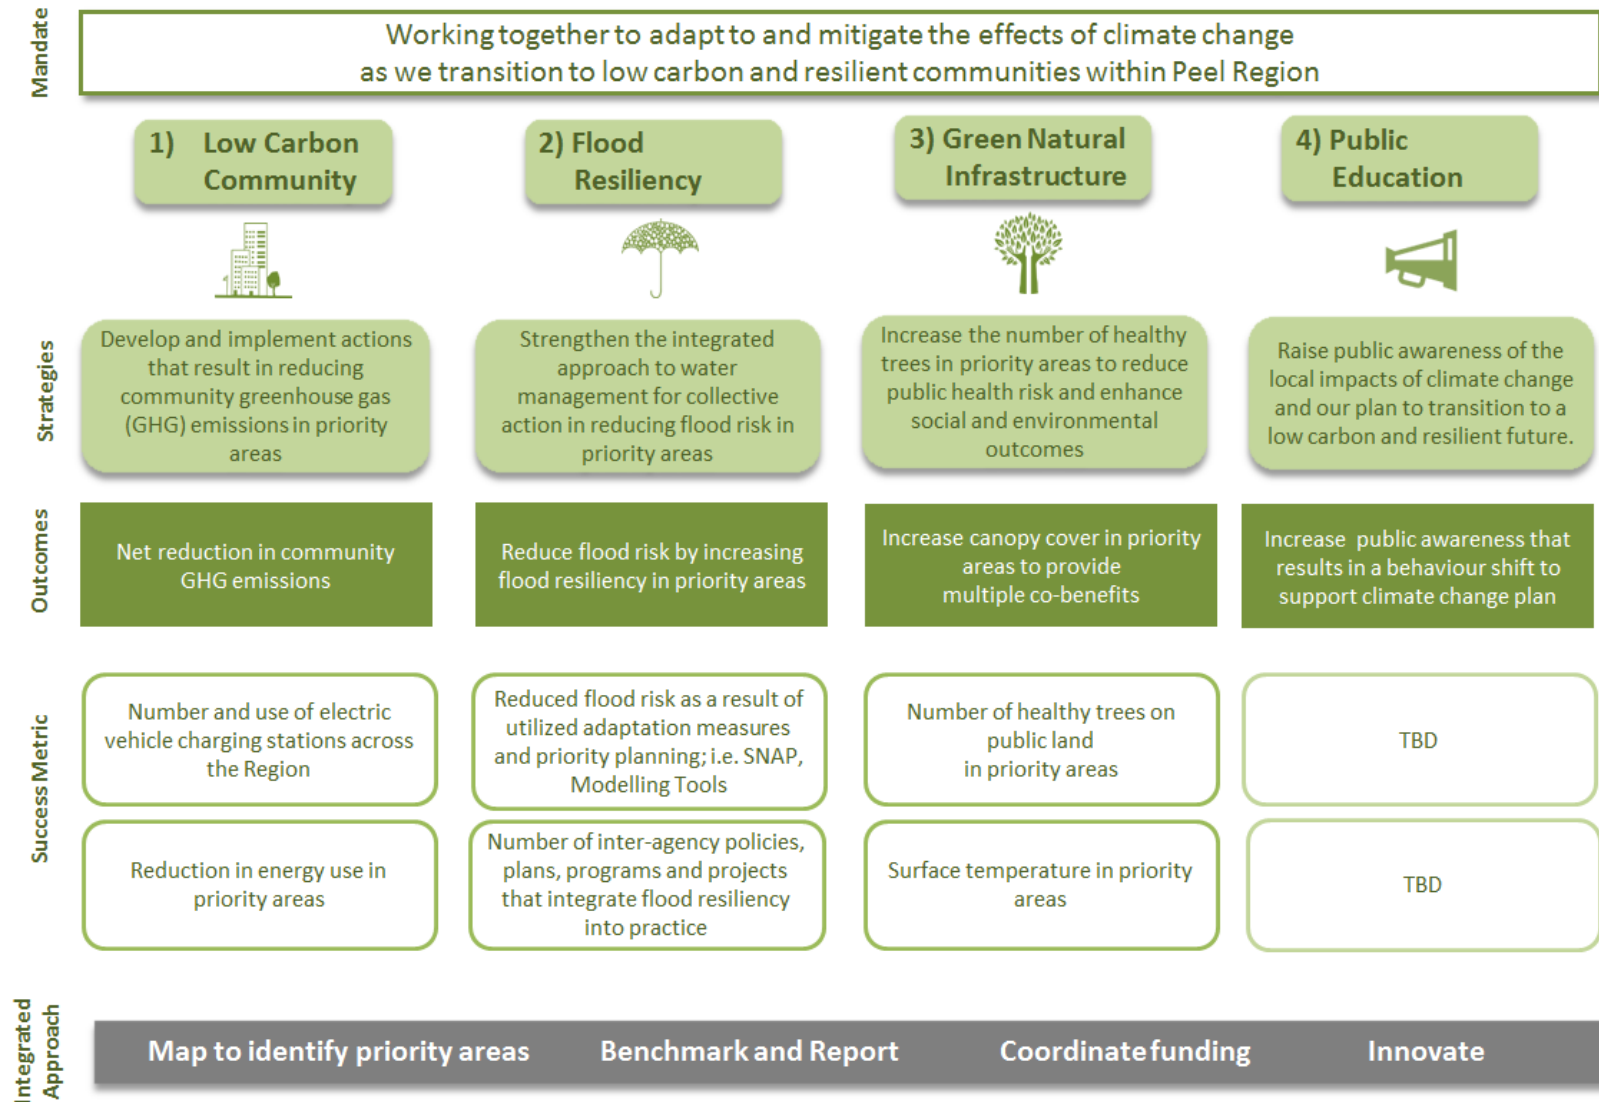 Mandate
Working together to adapt to and mitigate the effects of climate change
as we transition to low carbon and resilient communities within Peel Region
1) Low Carbon
Community
2) Flood
Resiliency
3) Green Natural
Infrastructure
4) Public
Education
Strategies
Develop and implement actions
that result in reducing
community greenhouse gas
(GHG) emissions in priority
areas
Strengthen the integrated
approach to water
management for collective
action in reducing flood risk in
priority areas
Increase the number of healthy
trees in priority areas to reduce
public health risk and enhance
social and environmental
outcomes
Raise public awareness of the
local impacts of climate change
and our plan to transition to a
low carbon and resilient future.
Outcomes
Net reduction in community
GHG emissions
Reduce flood risk by increasing
flood resiliency in priority areas
Increase canopy cover in priority
areas to provide
multiple co-benefits
Increase public awareness that
results in a behaviour shift to
support climate change plan
Success Metric
Number and use of electric
vehicle charging stations across
the Region
Reduced flood risk as a result of
utilized adaptation measures
and priority planning; i.e. SNAP,
Modelling Tools
Number of healthy trees on
public land
in priority areas
TBD
Reduction in energy use in
priority areas
Number of inter-agency policies,
plans, programs and projects
that integrate flood resiliency
into practice
Surface temperature in priority
areas
TBD
Integrated
Approach
Map to identify priority areas
Benchmark and Report
Coordinate funding
Innovate